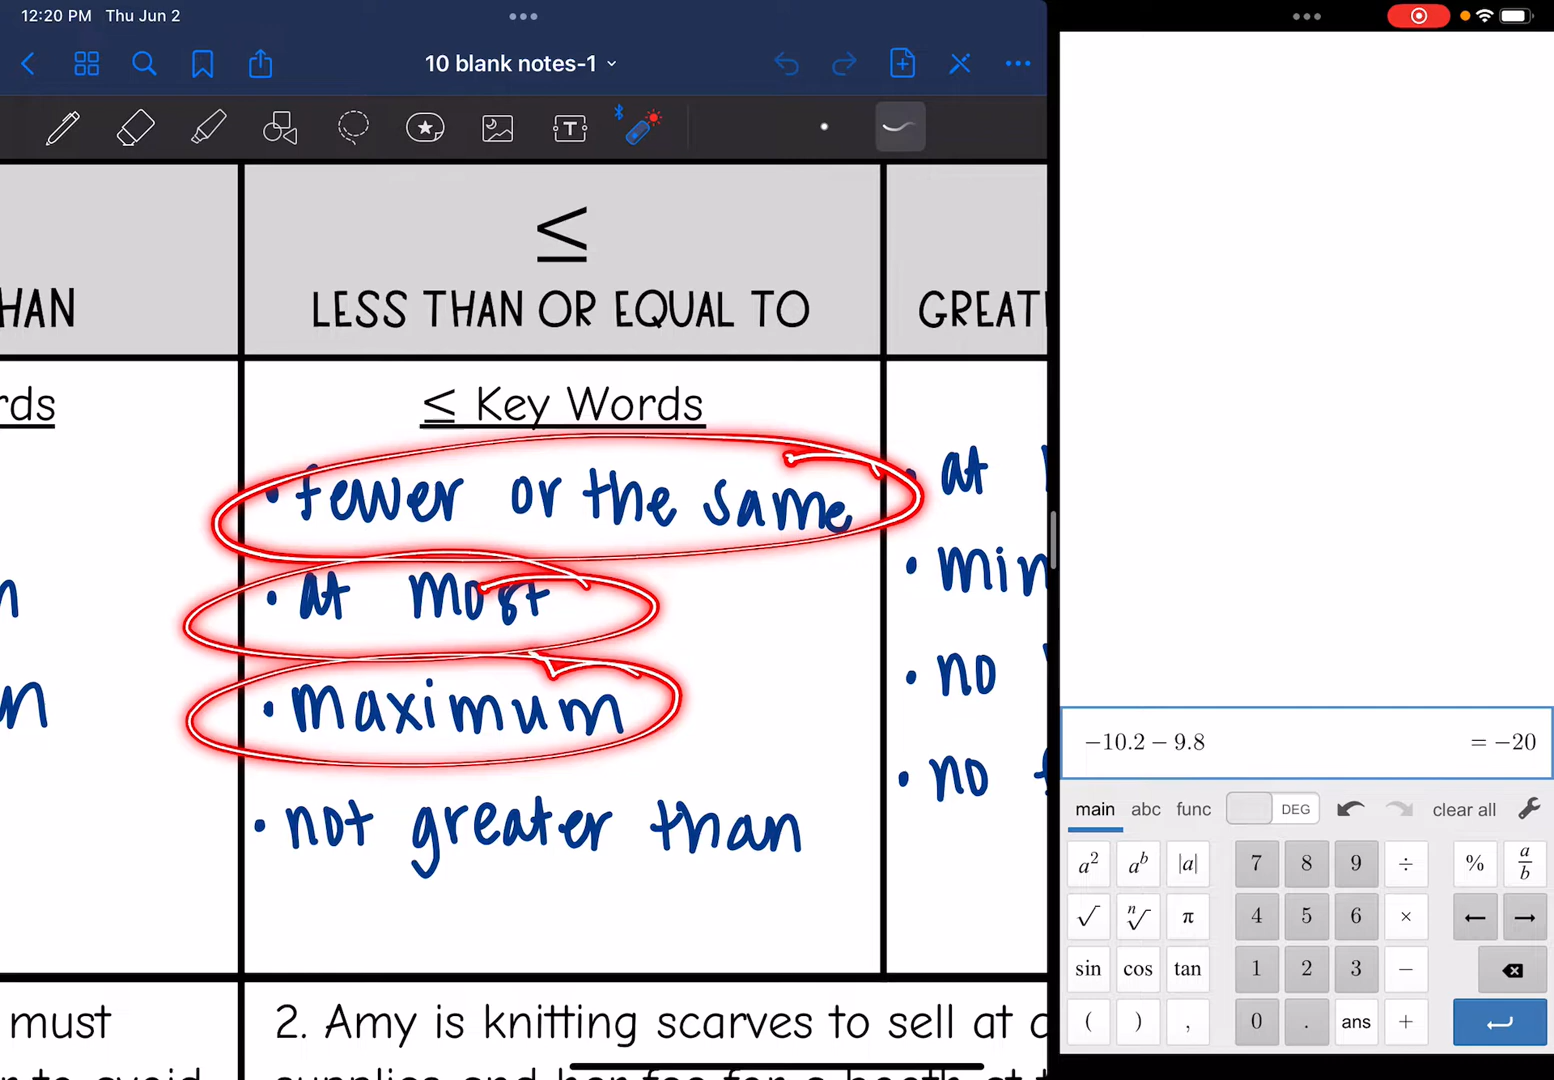 12:20 PM Thu Jun 2
10 blank notes-1
T
HAN
≤
LESS THAN OR EQUAL TO
GREAT
rds
≤ Key Words
• fewer or the same
• at most
• maximum
• not greater than
• at
• min
• no
• no
must
2. Amy is knitting scarves to sell at
−10.2 − 9.8 = −20
main abc func DEG clear all
a² aᵇ |a| 7 8 9 ÷ % a/b
√ ⁿ√ π 4 5 6 × ← →
sin cos tan 1 2 3 −
( ) , 0 . ans +